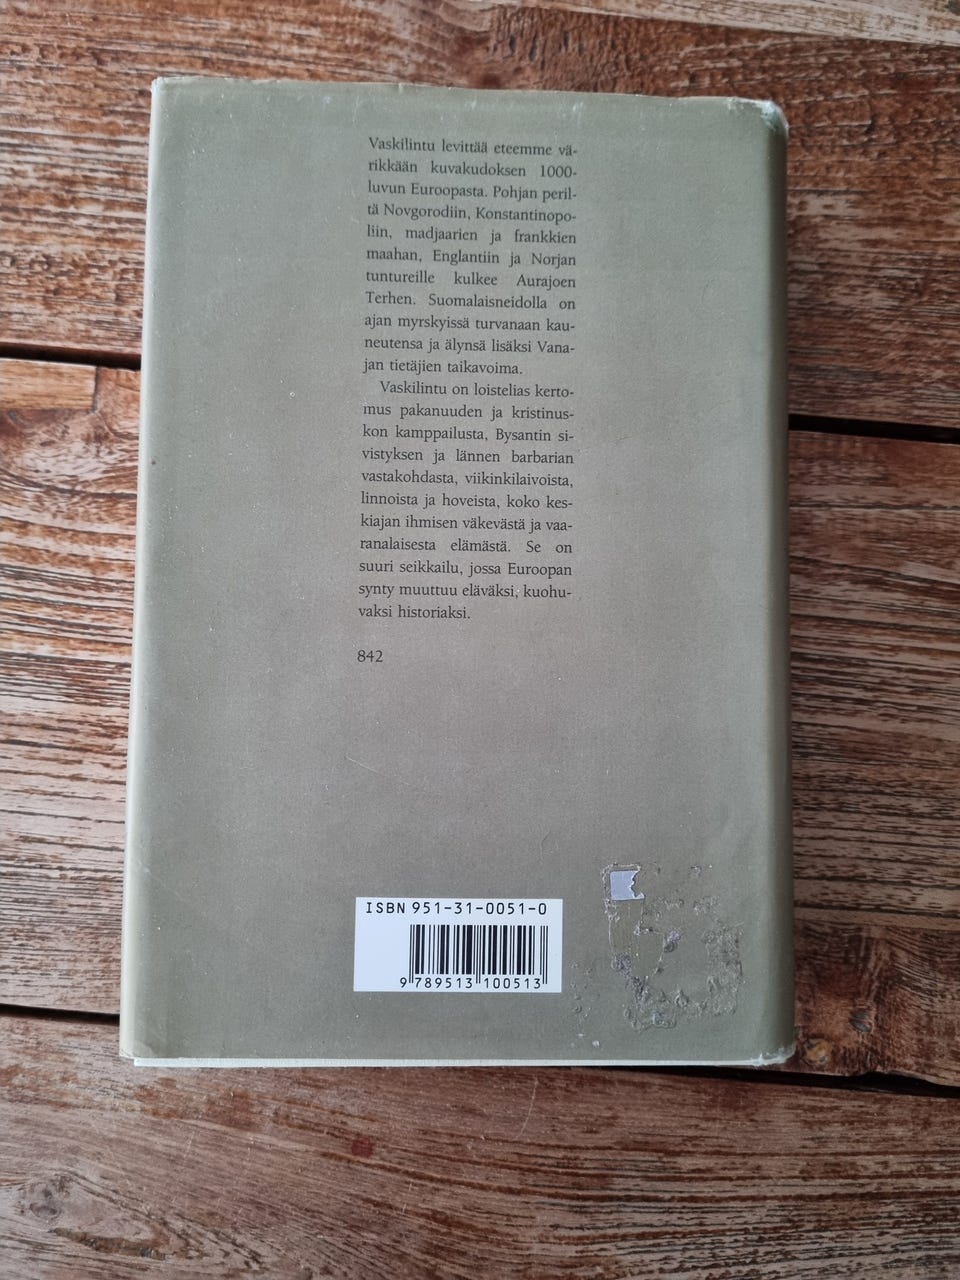 Vaskilintu levittää eteemme vä-
rikkään kuvakudoksen 1000-
luvun Euroopasta. Pohjan peril-
tä Novgorodiin, Konstantinopo-
liin, madjaarien ja frankkien
maahan, Englantiin ja Norjan
tuntureille kulkee Aurajoen
Terhen. Suomalaisneidolla on
ajan myrskyissä turvanaan kau-
neutensa ja älynsä lisäksi Vana-
jan tietäjien taikavoima.
Vaskilintu on loistelias kerto-
mus pakanuuden ja kristinus-
kon kamppailusta, Bysantin si-
vistyksen ja lännen barbarian
vastakohdasta, viikinkilaivoista,
linnoista ja hoveista, koko kes-
kiajan ihmisen väkevästä ja vaa-
ranalaisesta elämästä. Se on
suuri seikkailu, jossa Euroopan
synty muuttuu eläväksi, kuohu-
vaksi historiaksi.
842
ISBN 951-31-0051-0
9 789513 100513